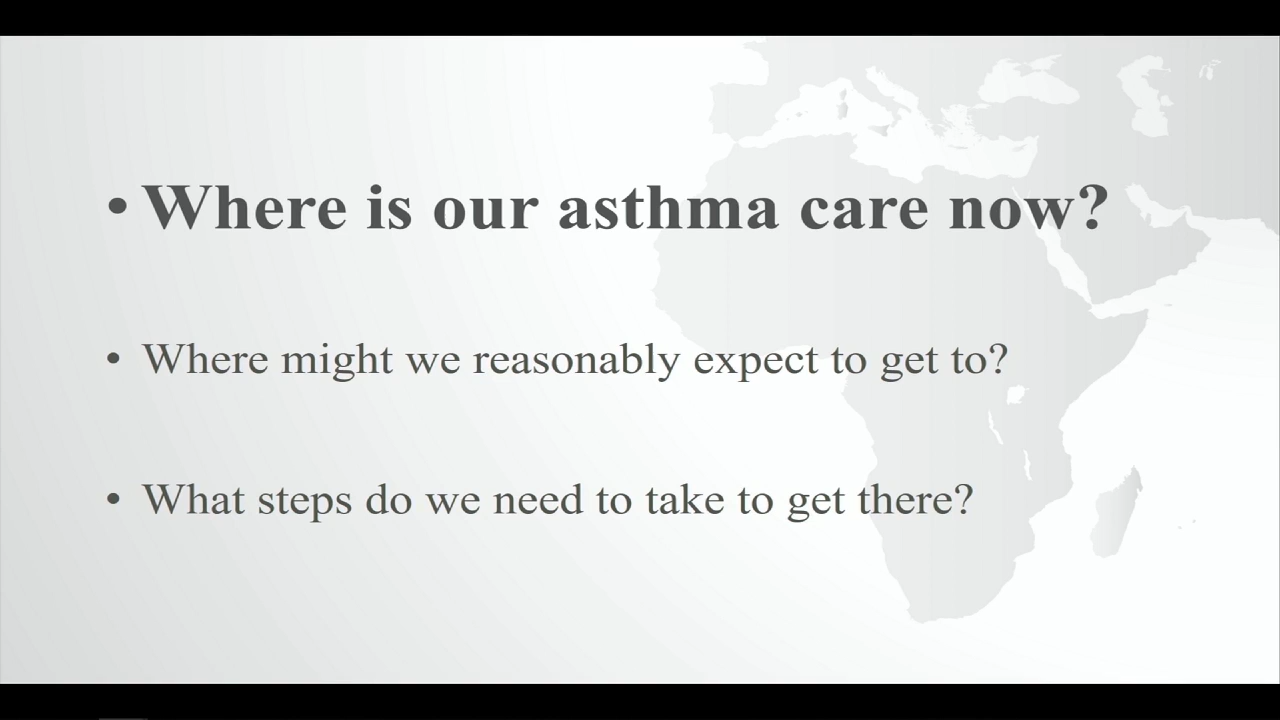 • Where is our asthma care now?
• Where might we reasonably expect to get to?
• What steps do we need to take to get there?